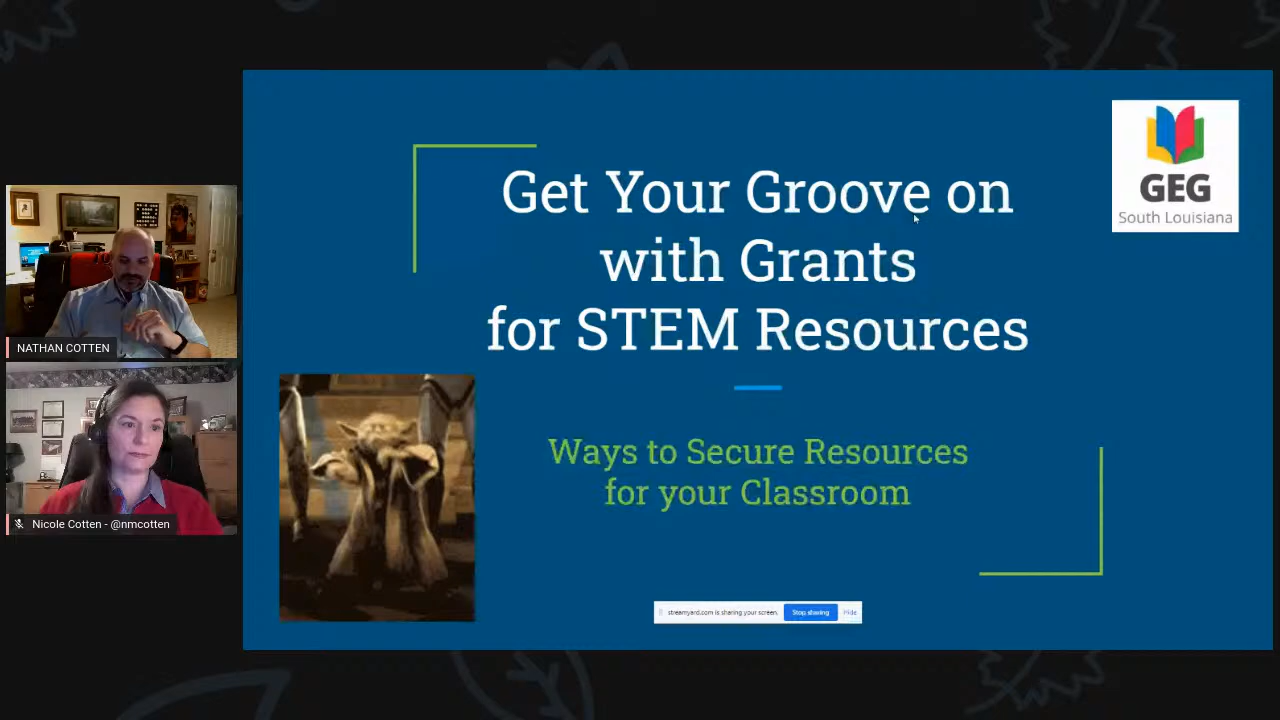 Get Your Groove on
with Grants
for STEM Resources
Ways to Secure Resources
for your Classroom
GEG
South Louisiana
NATHAN COTTEN
Nicole Cotten - @nmcotten
streamyard.com is sharing your screen.
Stop sharing
Hide